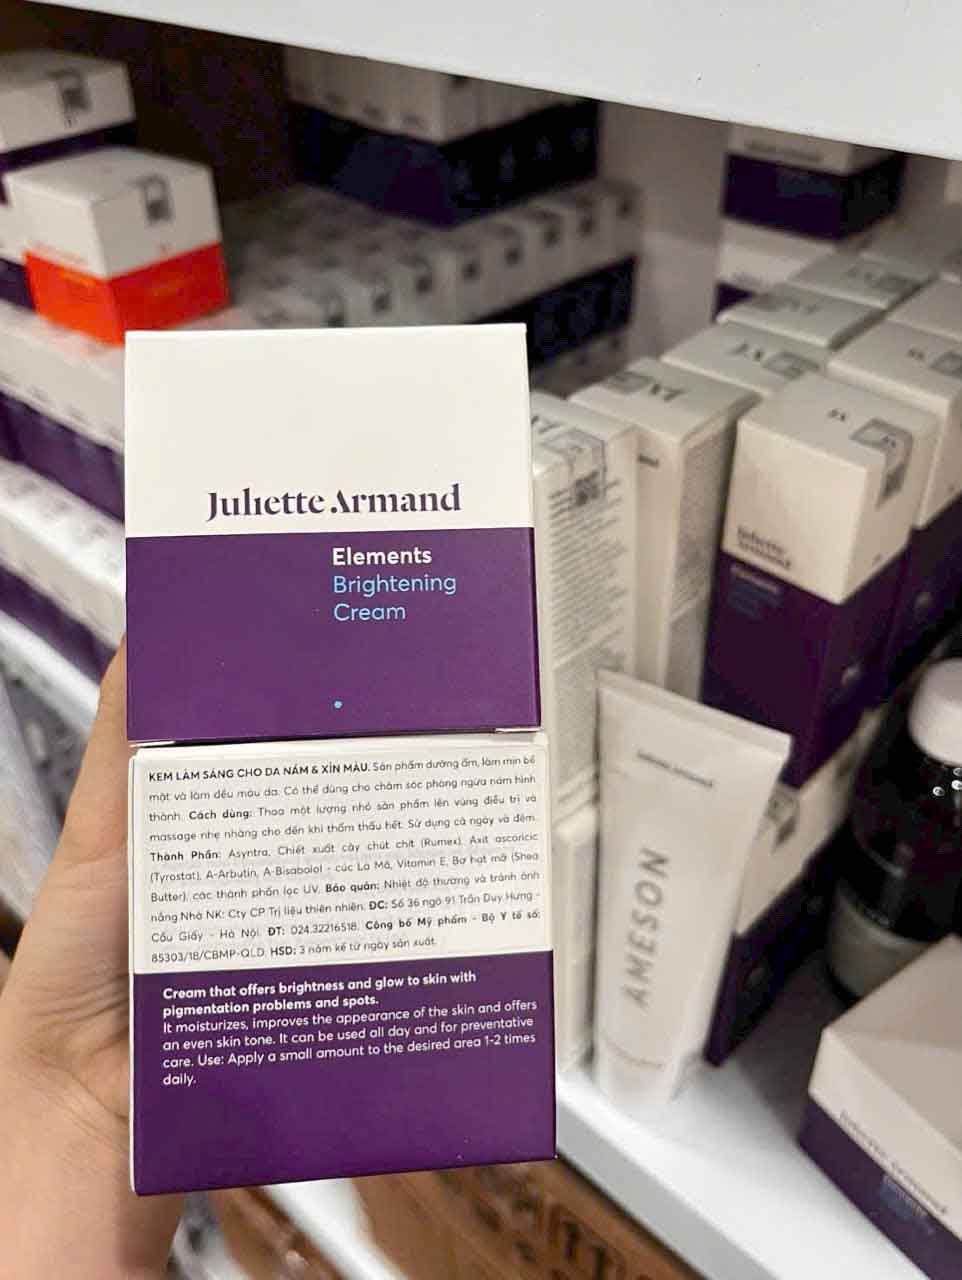 Juliette Armand
Elements
Brightening
Cream
KEM LÀM SÁNG CHO DA NÁM & XỈN MÀU. Sản phẩm dưỡng ẩm, làm mịn bề
mặt và làm đều màu da. Có thể dùng cho chăm sóc phòng ngừa nám hình
thành. Cách dùng: Thoa một lượng nhỏ sản phẩm lên vùng điều trị và
massage nhẹ nhàng cho đến khi thẩm thấu hết. Sử dụng cả ngày và đêm.
Thành Phần: Asyntra, Chiết xuất cây chút chít (Rumex), Axit ascoricic
(Tyrostat), A-Arbutin, A-Bisabolol - cúc La Mã, Vitamin E, Bơ hạt mỡ (Shea
Butter), các thành phần lọc UV. Bảo quản: Nhiệt độ thường và tránh ánh
nắng Nhà NK: Cty CP Trị liệu thiên nhiên. ĐC: Số 36 ngõ 91 Trần Duy Hưng -
Cầu Giấy - Hà Nội. ĐT: 024.32216518. Công bố Mỹ phẩm - Bộ Y tế số:
85303/18/CBMP-QLD. HSD: 3 năm kể từ ngày sản xuất.
Cream that offers brightness and glow to skin with
pigmentation problems and spots.
It moisturizes, improves the appearance of the skin and offers
an even skin tone. It can be used all day and for preventative
care. Use: Apply a small amount to the desired area 1-2 times
daily.
Juliette
Armand
AMESON
Juliette Armand